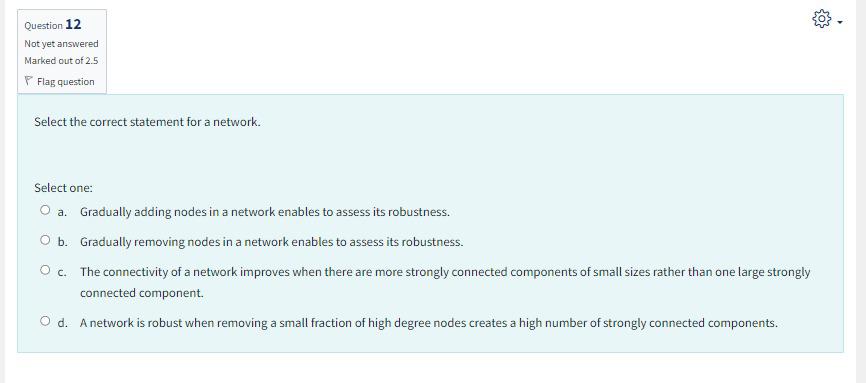 Question 12
Not yet answered
Marked out of 2.5
Flag question
Select the correct statement for a network.
Select one:
a. Gradually adding nodes in a network enables to assess its robustness.
b. Gradually removing nodes in a network enables to assess its robustness.
c. The connectivity of a network improves when there are more strongly connected components of small sizes rather than one large strongly
connected component.
d. A network is robust when removing a small fraction of high degree nodes creates a high number of strongly connected components.